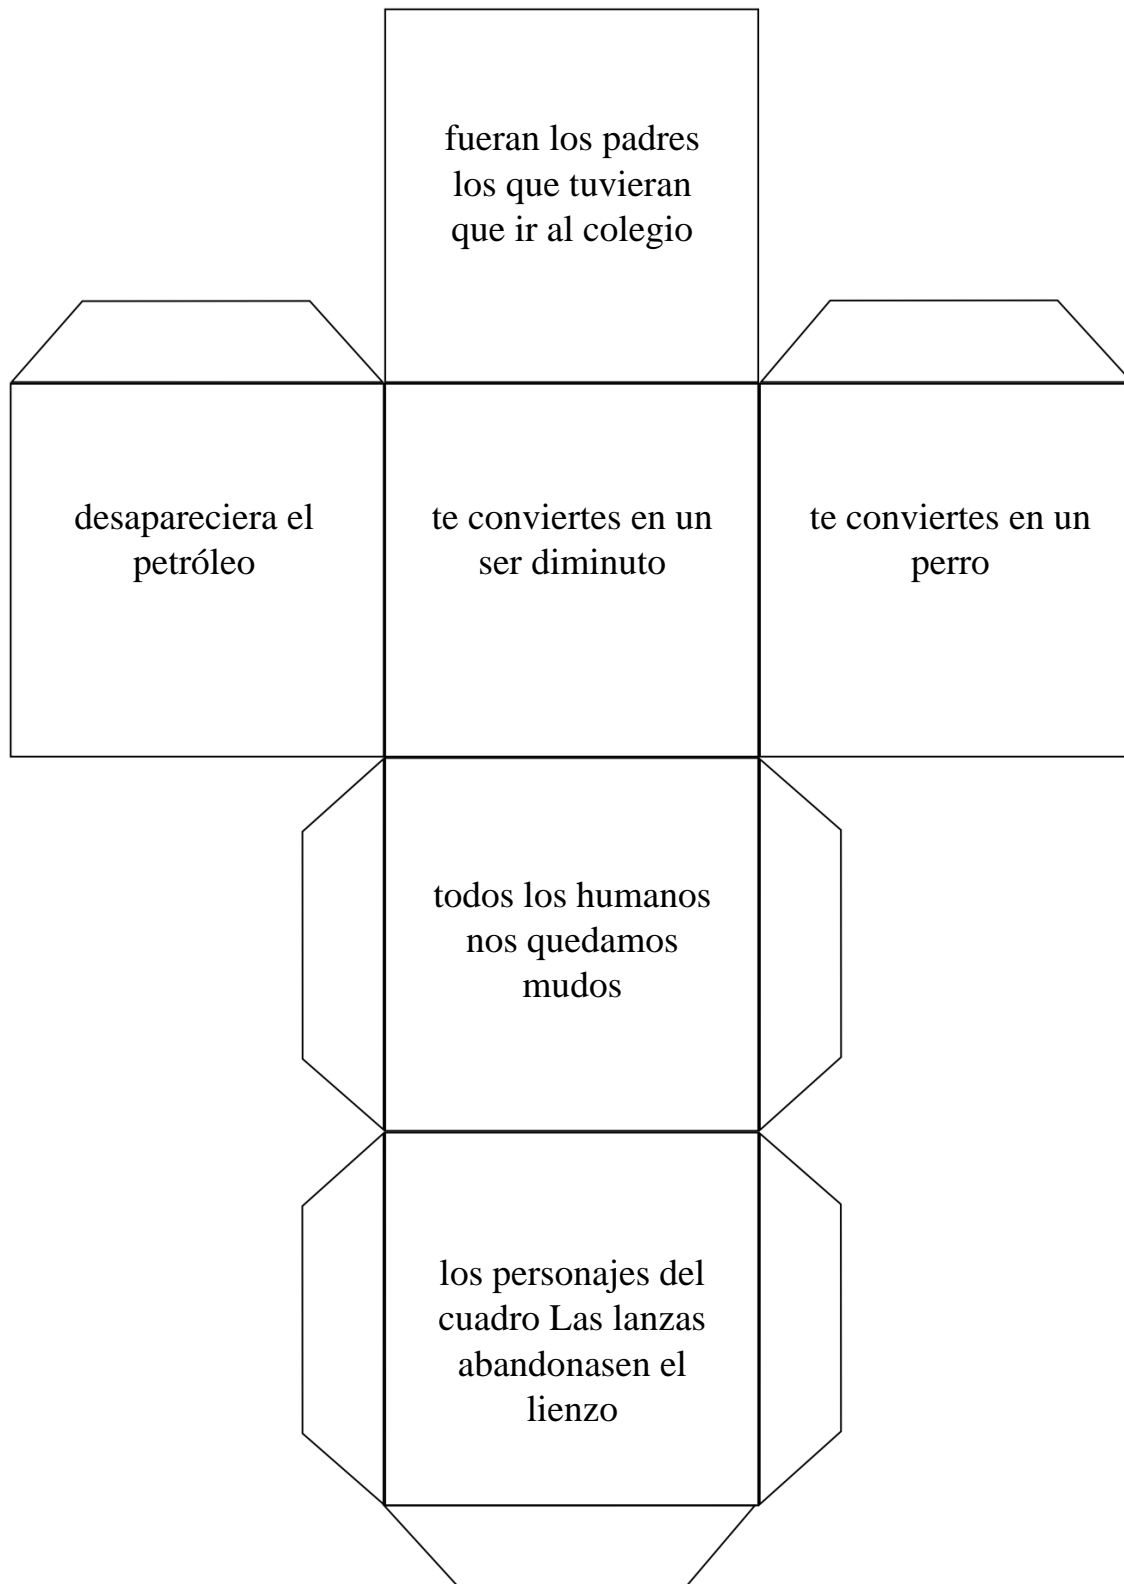 fueran los padres
los que tuvieran
que ir al colegio
desapareciera el
petróleo
te conviertes en un
ser diminuto
te conviertes en un
perro
todos los humanos
nos quedamos
mudos
los personajes del
cuadro Las lanzas
abandonasen el
lienzo